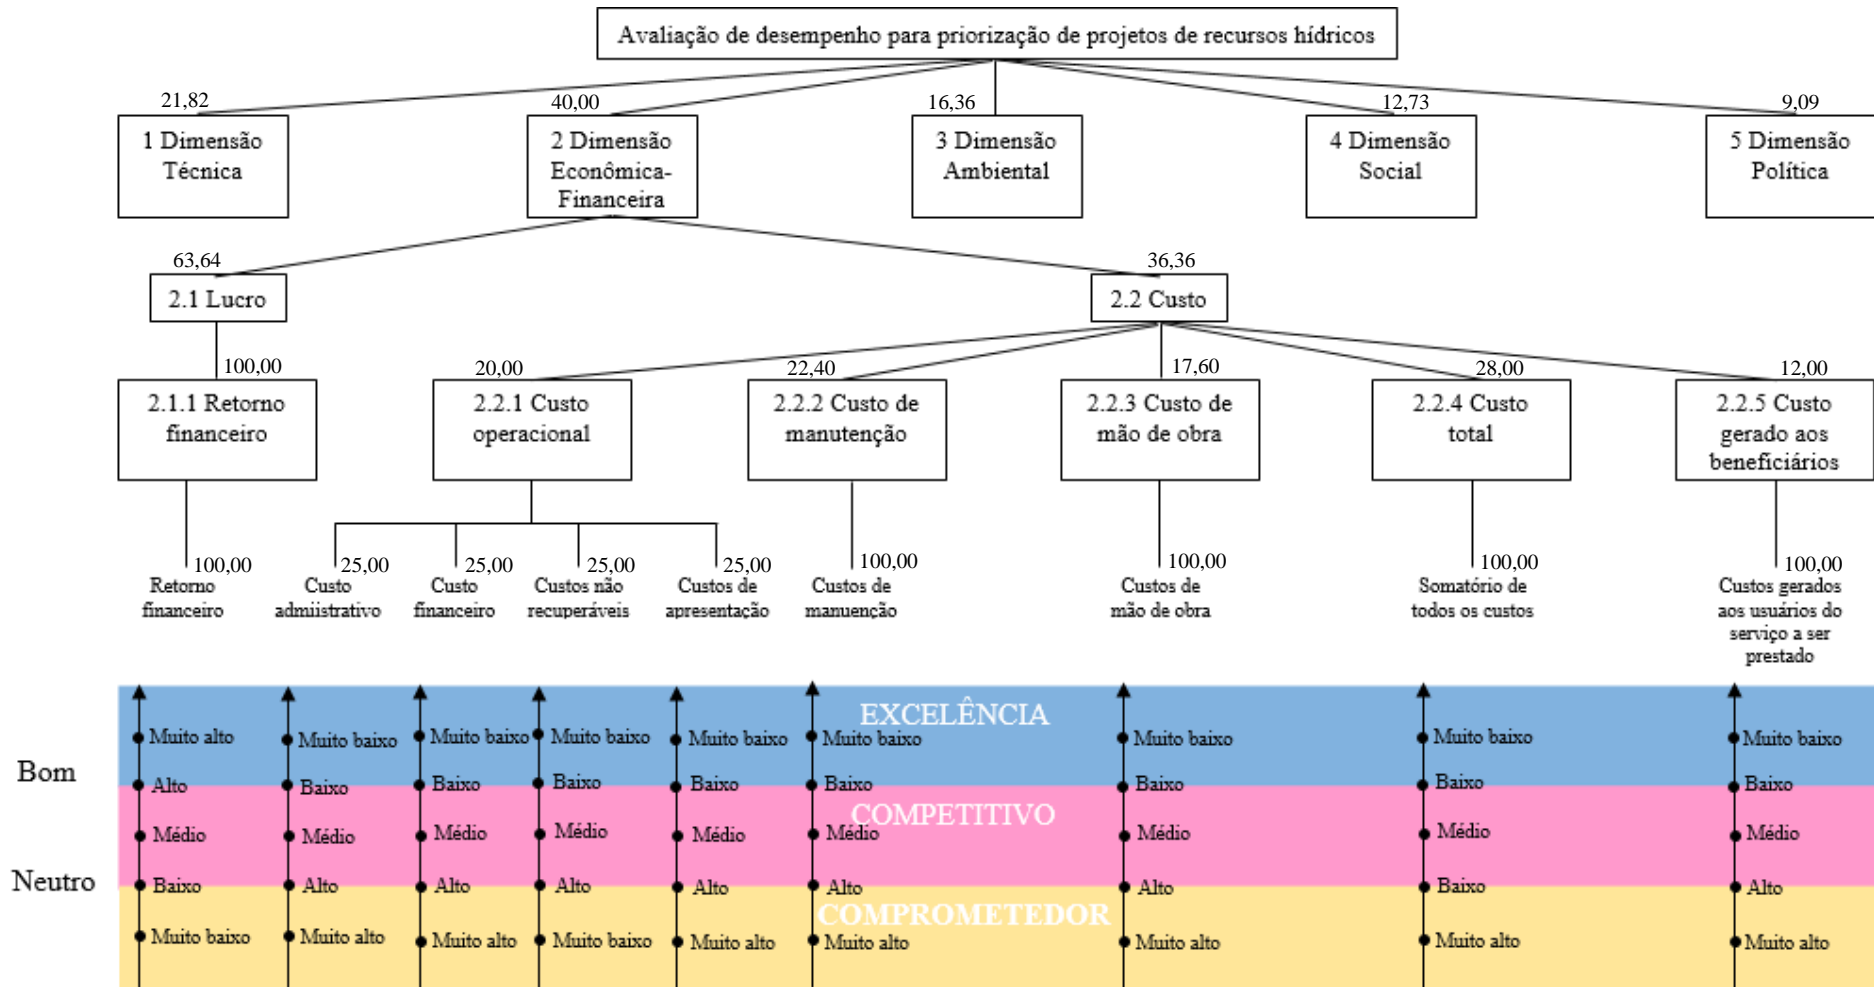 Avaliação de desempenho para priorização de projetos de recursos hídricos
21,82
40,00
16,36
12,73
9,09
1 Dimensão
Técnica
2 Dimensão
Econômica-
Financeira
3 Dimensão
Ambiental
4 Dimensão
Social
5 Dimensão
Política
63,64
36,36
2.1 Lucro
2.2 Custo
100,00
20,00
22,40
17,60
28,00
12,00
2.1.1 Retorno
financeiro
2.2.1 Custo
operacional
2.2.2 Custo de
manutenção
2.2.3 Custo de
mão de obra
2.2.4 Custo
total
2.2.5 Custo
gerado aos
beneficiários
100,00
25,00
25,00
25,00
25,00
100,00
100,00
100,00
100,00
Retorno
financeiro
Custo
admiistrativo
Custo
financeiro
Custos não
recuperáveis
Custos de
apresentação
Custos de
manuenção
Custos de
mão de obra
Somatório de
todos os custos
Custos gerados
aos usuários do
serviço a ser
prestado
EXCELÊNCIA
Muito alto
Muito baixo
Muito baixo
Muito baixo
Muito baixo
Muito baixo
Muito baixo
Muito baixo
Muito baixo
Bom
Alto
Baixo
Baixo
Baixo
Baixo
Baixo
Baixo
Baixo
Baixo
COMPETITIVO
Médio
Médio
Médio
Médio
Médio
Médio
Médio
Médio
Médio
Neutro
Baixo
Alto
Alto
Alto
Alto
Alto
Alto
Baixo
Alto
COMPROMETEDOR
Muito baixo
Muito alto
Muito alto
Muito baixo
Muito alto
Muito alto
Muito alto
Muito alto
Muito alto